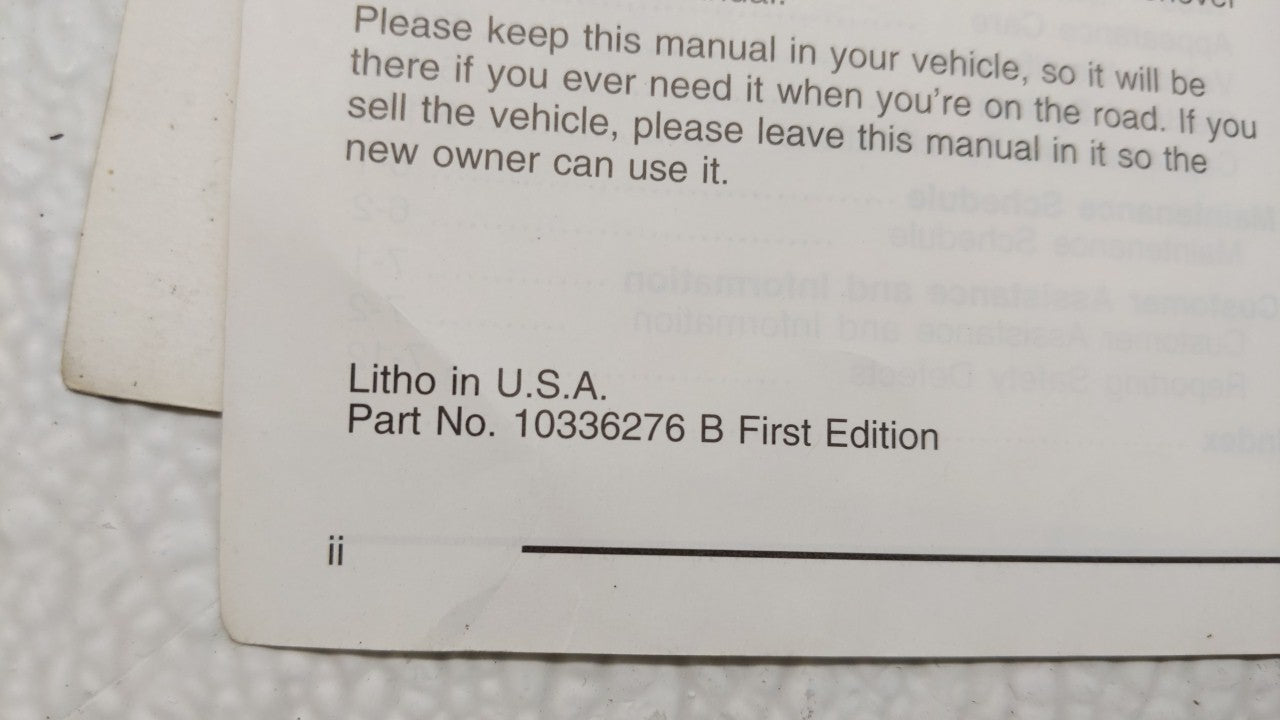 Please keep this manual in your vehicle, so it will be
there if you ever need it when you're on the road. If you
sell the vehicle, please leave this manual in it so the
new owner can use it.
Litho in U.S.A.
Part No. 10336276 B First Edition
ii